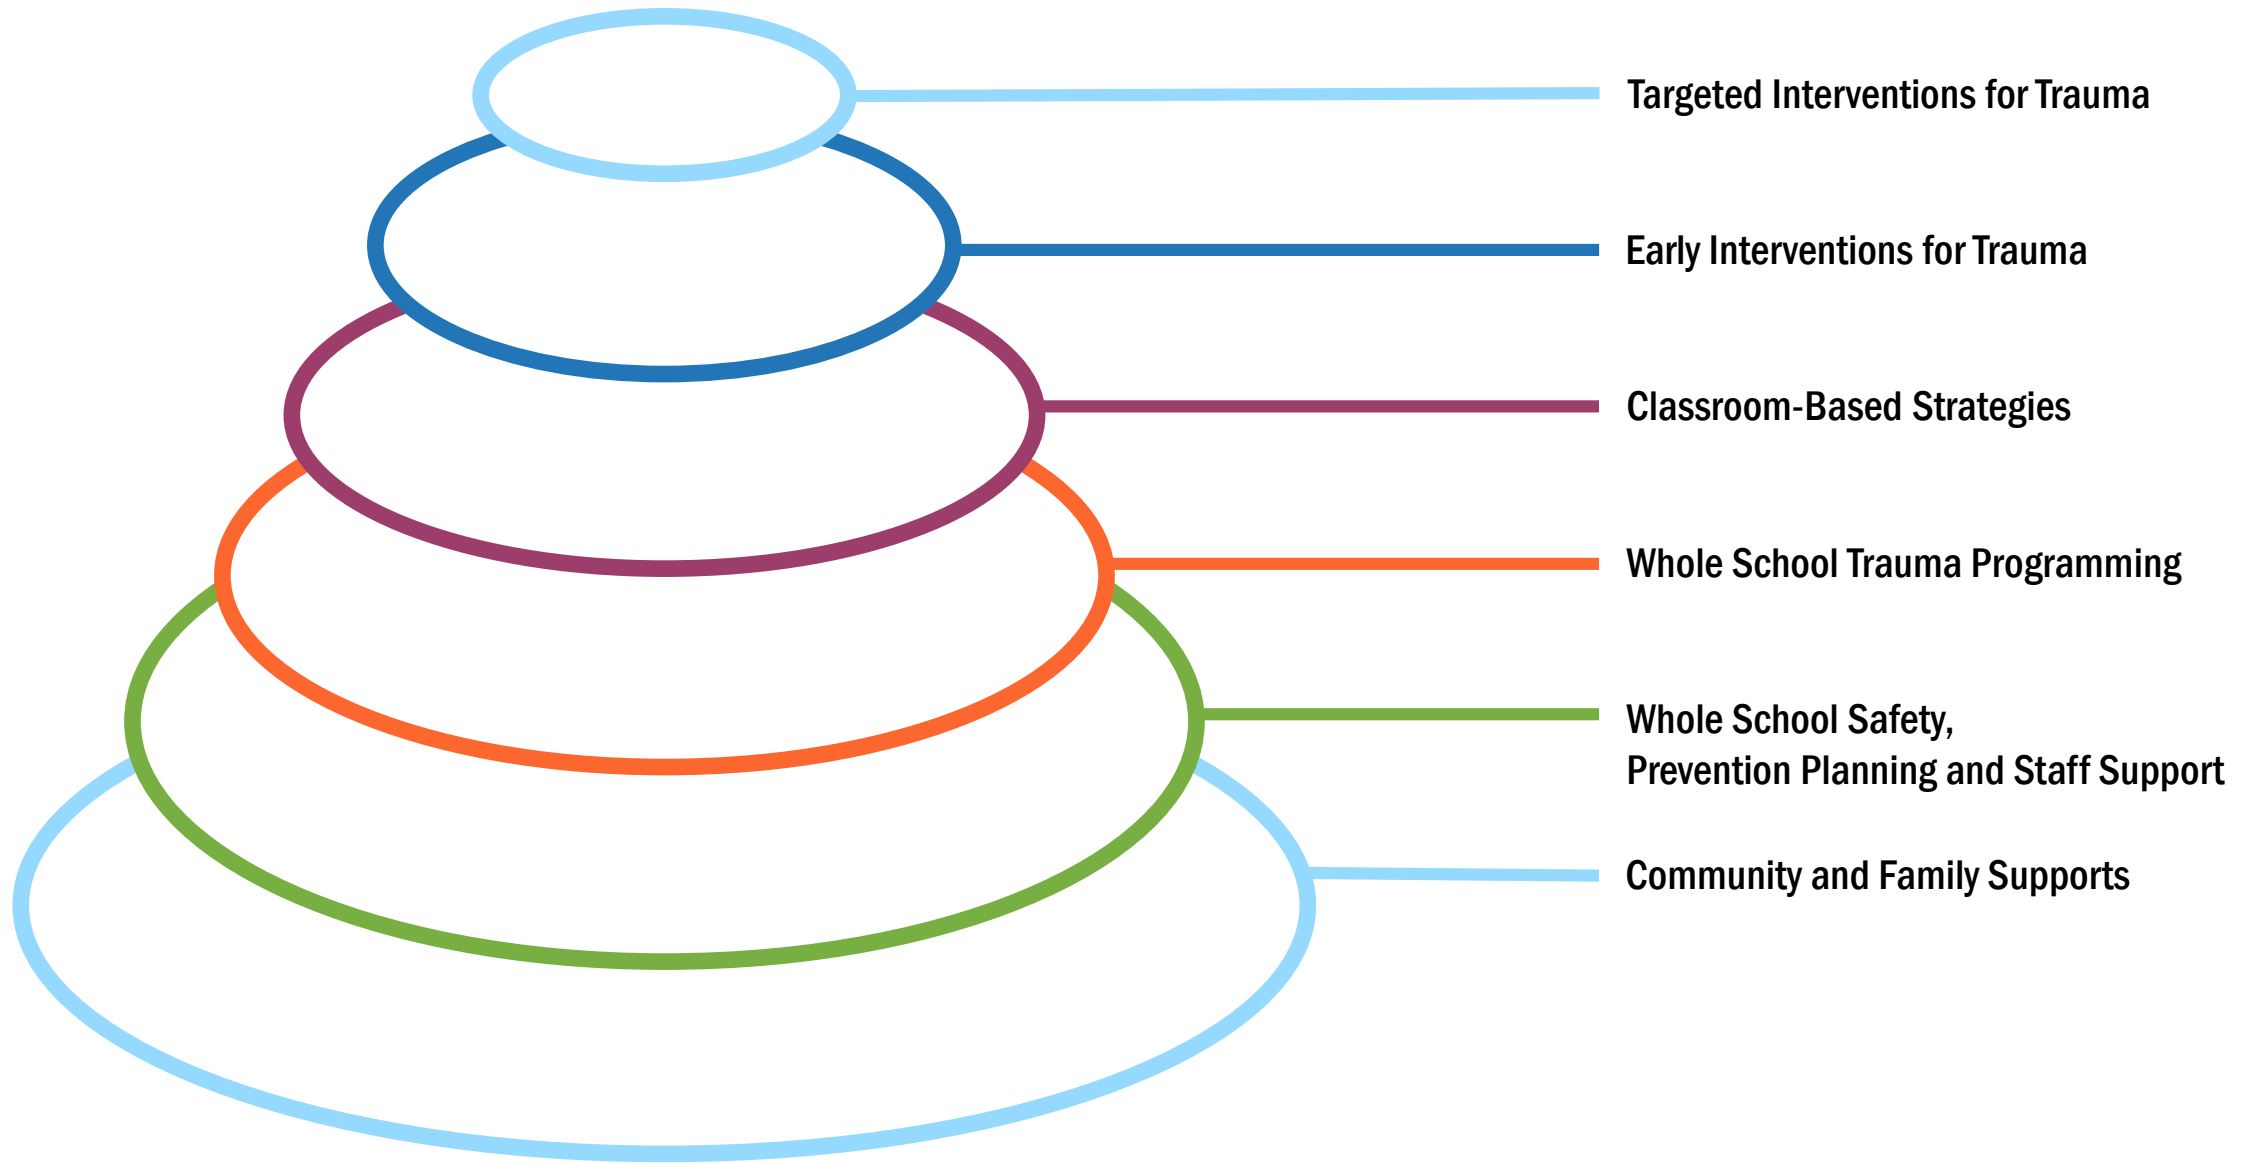 Targeted Interventions for Trauma
Early Interventions for Trauma
Classroom-Based Strategies
Whole School Trauma Programming
Whole School Safety,
Prevention Planning and Staff Support
Community and Family Supports